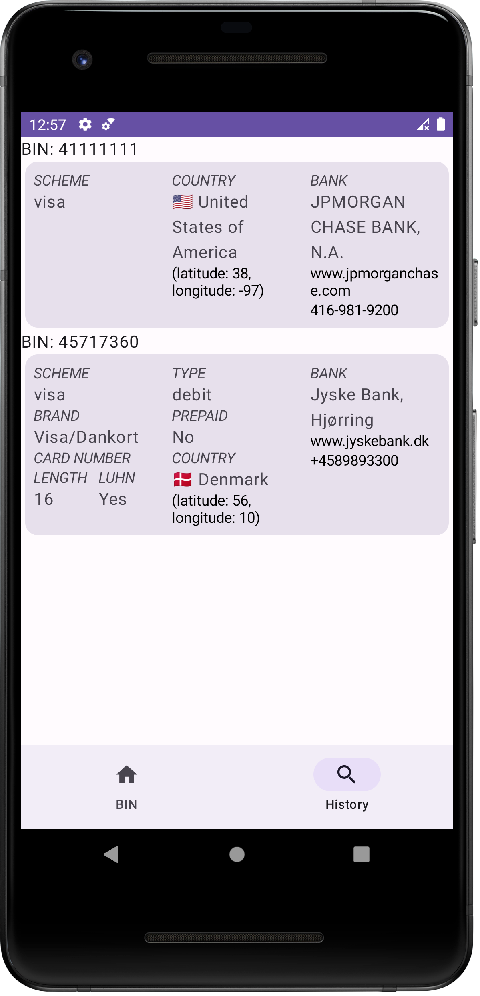 12:57
BIN: 41111111
SCHEME
visa
COUNTRY
🇺🇸 United
States of
America
(latitude: 38,
longitude: -97)
BANK
JPMORGAN
CHASE BANK,
N.A.
www.jpmorganchas
e.com
416-981-9200
BIN: 45717360
SCHEME
visa
BRAND
Visa/Dankort
CARD NUMBER
LENGTH LUHN
16 Yes
TYPE
debit
PREPAID
No
COUNTRY
🇩🇰 Denmark
(latitude: 56,
longitude: 10)
BANK
Jyske Bank,
Hjørring
www.jyskebank.dk
+4589893300
BIN
History